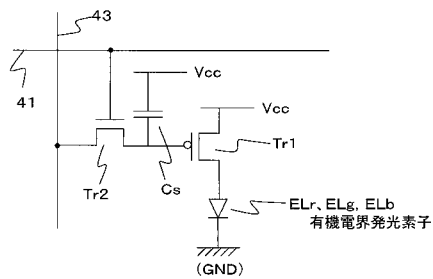 43
41
Vcc
Vcc
Tr1
Tr2
Cs
ELr、ELg, ELb
有機電界発光素子
(GND)